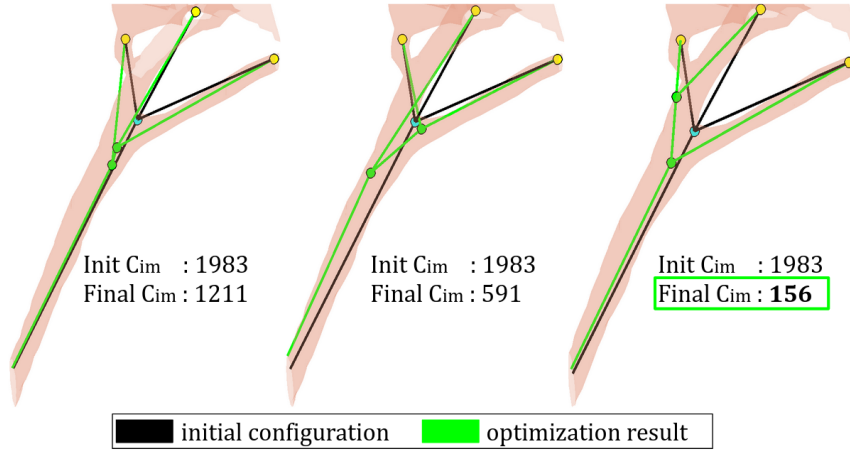 Init Cim : 1983
Final Cim : 1211
Init Cim : 1983
Final Cim : 591
Init Cim : 1983
Final Cim : 156
initial configuration
optimization result